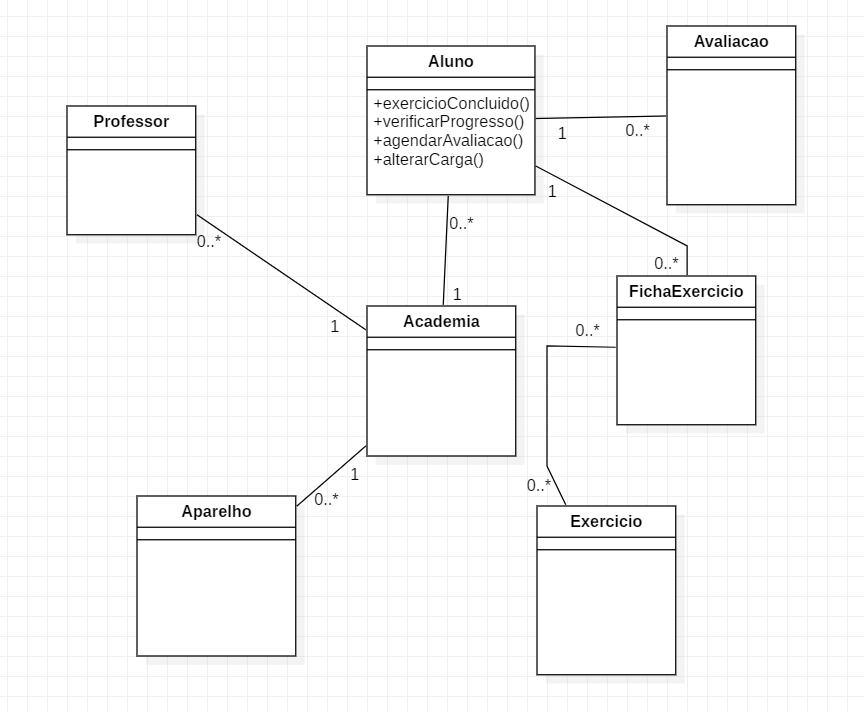 Avaliacao
Aluno
+exercicioConcluido()
+verificarProgresso()
+agendarAvaliacao()
+alterarCarga()
Professor
1
0..*
1
0..*
0..*
0..*
1
1
FichaExercicio
Academia
0..*
1
0..*
0..*
Aparelho
Exercicio